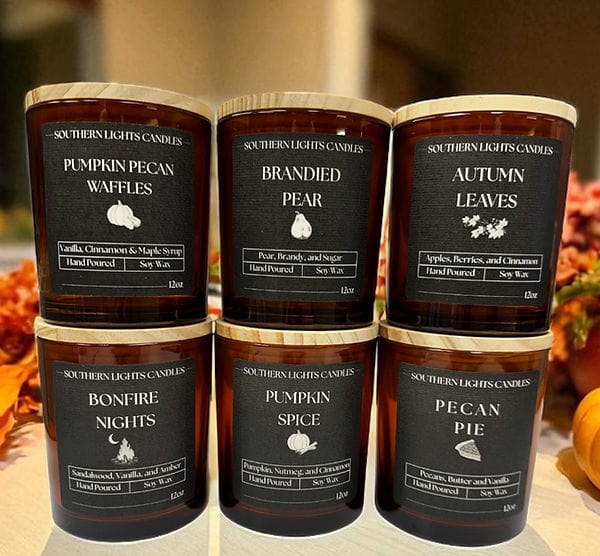 SOUTHERN LIGHTS CANDLES
PUMPKIN PECAN
WAFFLES
Vanilla, Cinnamon & Maple Syrup
Hand Poured
Soy Wax
12oz
SOUTHERN LIGHTS CANDLES
BRANDIED
PEAR
Pear, Brandy, and Sugar
Hand Poured
Soy Wax
12oz
SOUTHERN LIGHTS CANDLES
AUTUMN
LEAVES
Apples, Berries, and Cinnamon
Hand Poured
Soy Wax
12oz
SOUTHERN LIGHTS CANDLES
BONFIRE
NIGHTS
Sandalwood, Vanilla, and Amber
Hand Poured
Soy Wax
12oz
SOUTHERN LIGHTS CANDLES
PUMPKIN
SPICE
Pumpkin, Nutmeg, and Cinnamon
Hand Poured
Soy Wax
12oz
SOUTHERN LIGHTS CANDLES
PECAN
PIE
Pecans, Butter and Vanilla
Hand Poured
Soy Wax
12oz